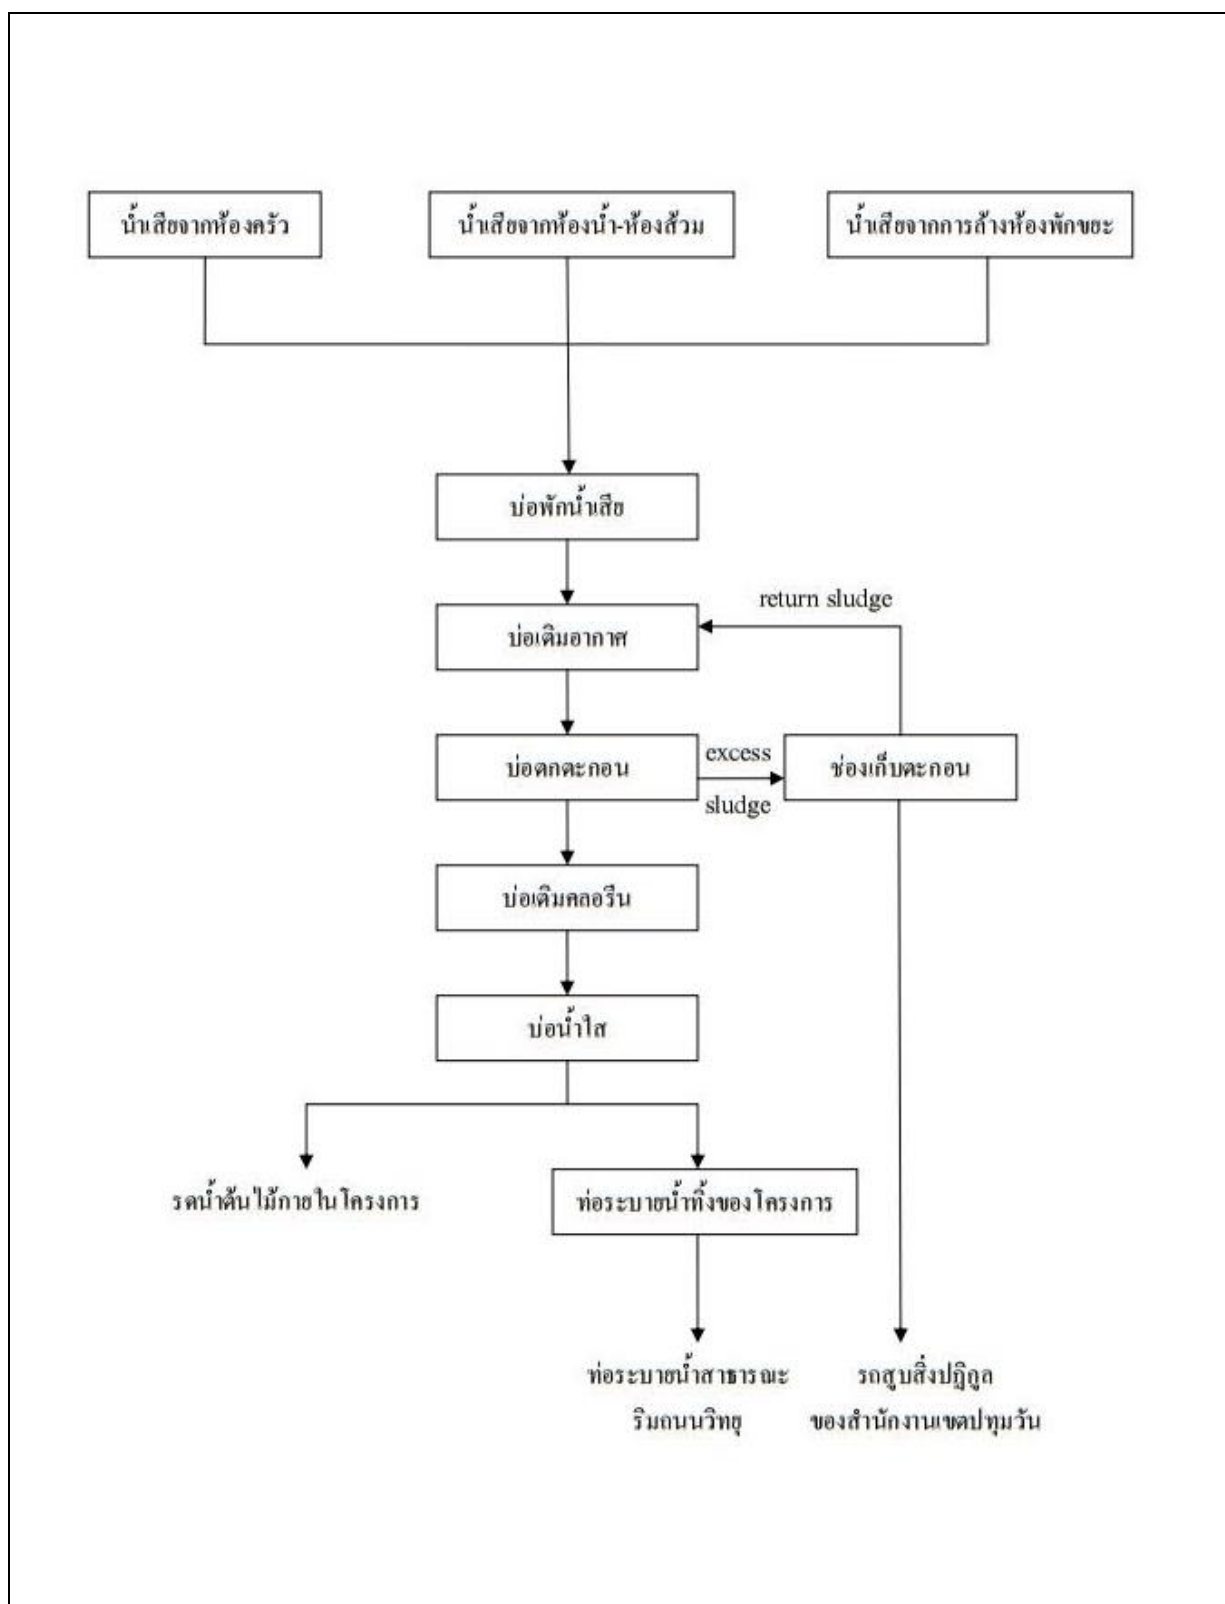 น้ำเสียจากห้องครัว
น้ำเสียจากห้องน้ำ-ห้องส้วม
น้ำเสียจากการล้างห้องพักขยะ
บ่อพักน้ำเสีย
return sludge
บ่อเติมอากาศ
บ่อตกตะกอน
excess
sludge
ช่องเก็บตะกอน
บ่อเติมคลอรีน
บ่อน้ำใส
รดน้ำต้นไม้ภายในโครงการ
ท่อระบายน้ำทิ้งของโครงการ
ท่อระบายน้ำสาธารณะ
ริมถนนวิทยุ
รถสูบสิ่งปฏิกูล
ของสำนักงานเขตปทุมวัน